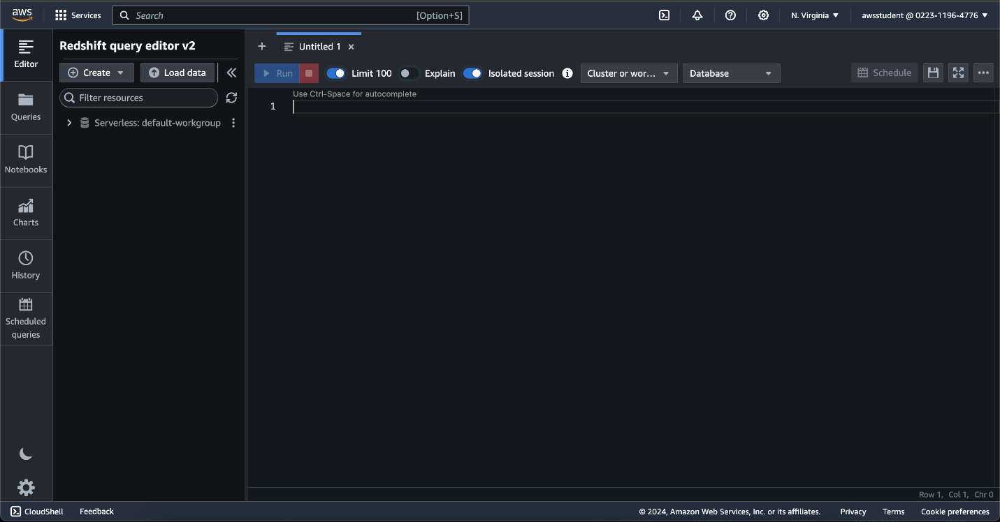 aws
Services
Search
[Option+S]
N. Virginia
awsstudent @ 0223-1196-4776
Editor
Queries
Notebooks
Charts
History
Scheduled
queries
Redshift query editor v2
Create
Load data
Filter resources
Serverless: default-workgroup
Untitled 1
Run
Limit 100
Explain
Isolated session
Cluster or wor...
Database
Schedule
Use Ctrl-Space for autocomplete
1
Row 1, Col 1, Chr 0
CloudShell
Feedback
© 2024, Amazon Web Services, Inc. or its affiliates.
Privacy
Terms
Cookie preferences